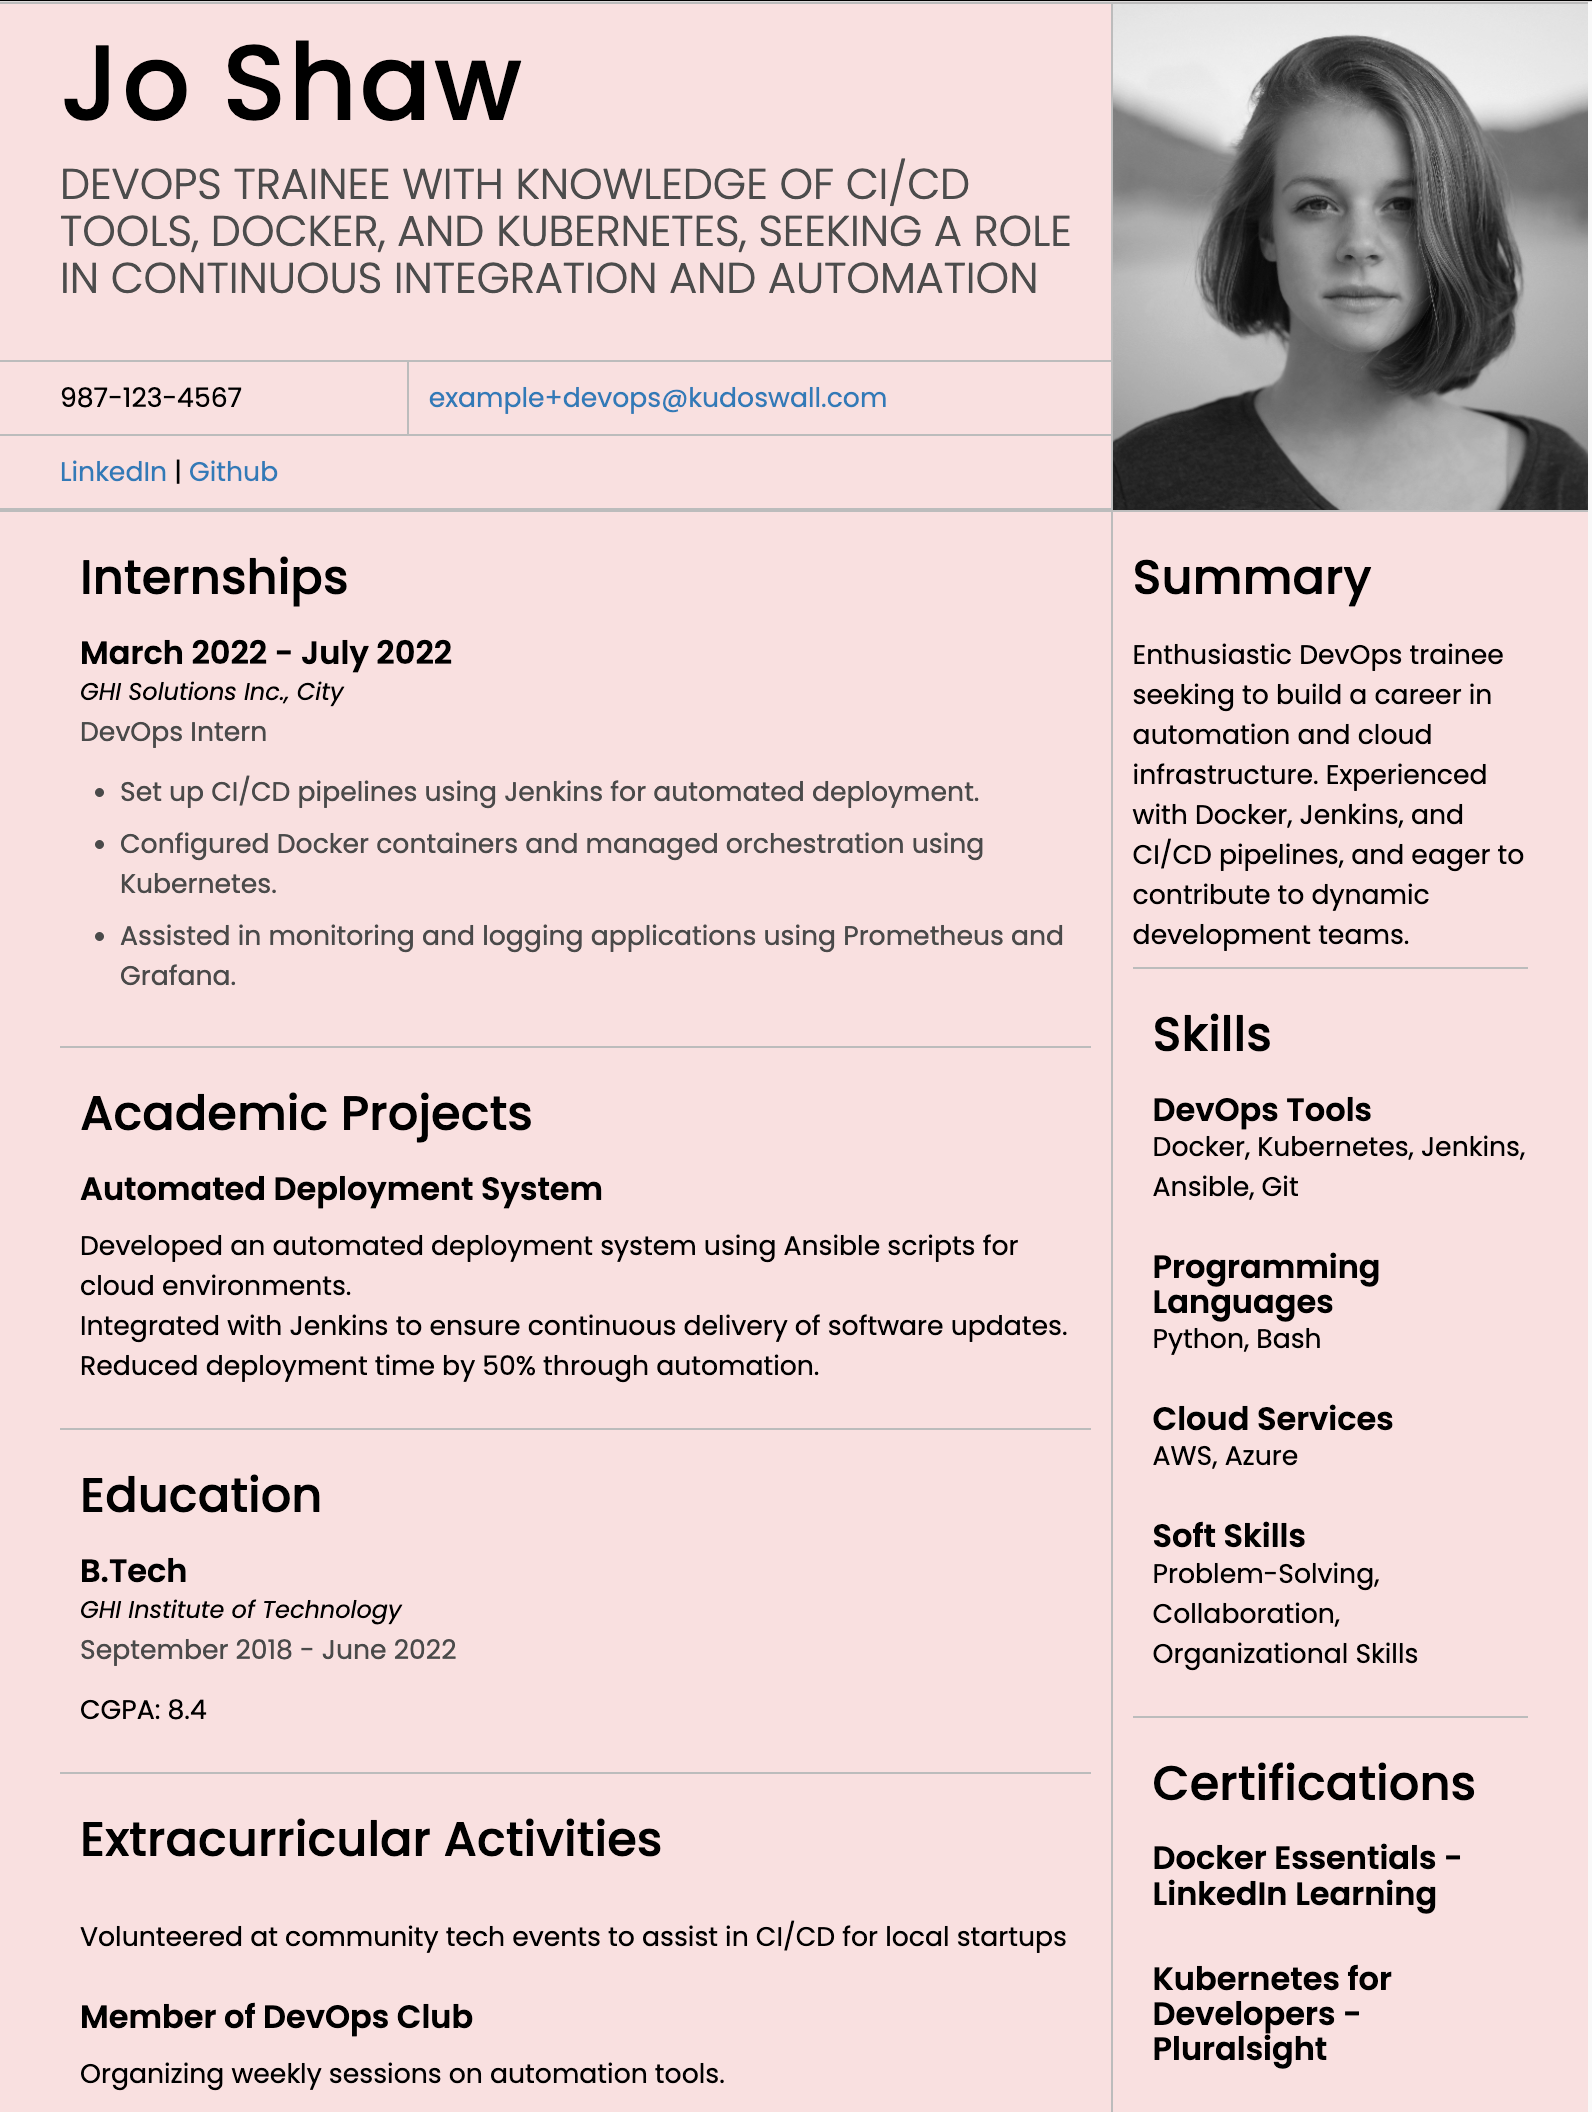 Jo Shaw
DEVOPS TRAINEE WITH KNOWLEDGE OF CI/CD
TOOLS, DOCKER, AND KUBERNETES, SEEKING A ROLE
IN CONTINUOUS INTEGRATION AND AUTOMATION
987-123-4567
example+devops@kudoswall.com
LinkedIn | Github
Internships
March 2022 - July 2022
GHI Solutions Inc., City
DevOps Intern
• Set up CI/CD pipelines using Jenkins for automated deployment.
• Configured Docker containers and managed orchestration using
Kubernetes.
• Assisted in monitoring and logging applications using Prometheus and
Grafana.
Academic Projects
Automated Deployment System
Developed an automated deployment system using Ansible scripts for
cloud environments.
Integrated with Jenkins to ensure continuous delivery of software updates.
Reduced deployment time by 50% through automation.
Education
B.Tech
GHI Institute of Technology
September 2018 - June 2022
CGPA: 8.4
Extracurricular Activities
Volunteered at community tech events to assist in CI/CD for local startups
Member of DevOps Club
Organizing weekly sessions on automation tools.
Summary
Enthusiastic DevOps trainee
seeking to build a career in
automation and cloud
infrastructure. Experienced
with Docker, Jenkins, and
CI/CD pipelines, and eager to
contribute to dynamic
development teams.
Skills
DevOps Tools
Docker, Kubernetes, Jenkins,
Ansible, Git
Programming
Languages
Python, Bash
Cloud Services
AWS, Azure
Soft Skills
Problem-Solving,
Collaboration,
Organizational Skills
Certifications
Docker Essentials -
LinkedIn Learning
Kubernetes for
Developers -
Pluralsight